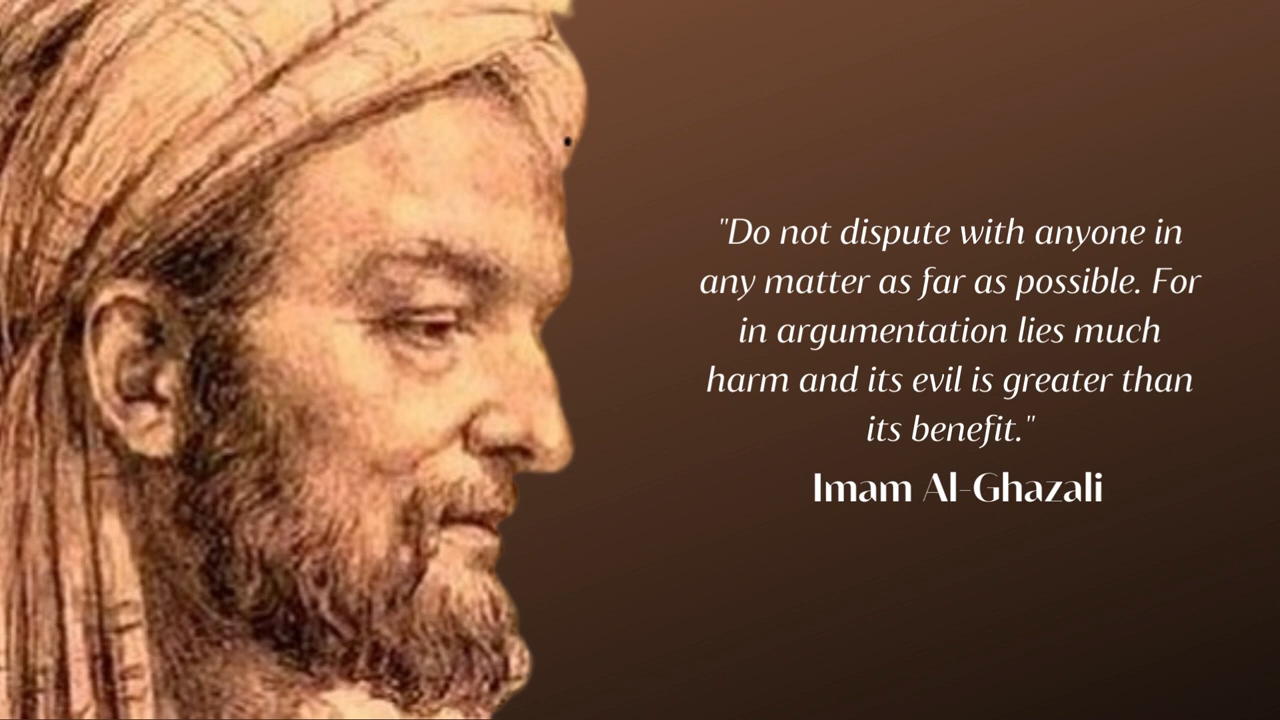 "Do not dispute with anyone in
any matter as far as possible. For
in argumentation lies much
harm and its evil is greater than
its benefit."
Imam Al-Ghazali